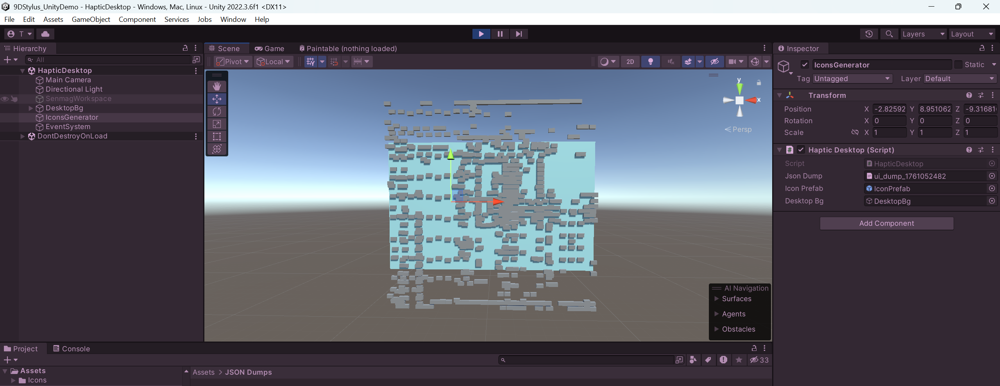 9DStylus_UnityDemo - HapticDesktop - Windows, Mac, Linux - Unity 2022.3.6f1 <DX11>
File Edit Assets GameObject Component Services Jobs Window Help
T Layers Layout
Hierarchy
All
HapticDesktop
Main Camera
Directional Light
SenmagWorkspace
DesktopBg
IconsGenerator
EventSystem
DontDestroyOnLoad
Scene Game Paintable (nothing loaded)
Pivot Local 2D
y
x
Persp
AI Navigation
Surfaces
Agents
Obstacles
Inspector
IconsGenerator Static
Tag Untagged Layer Default
Transform
Position X -2.82592 Y 8.951062 Z -9.31681
Rotation X 0 Y 0 Z 0
Scale X 1 Y 1 Z 1
Haptic Desktop (Script)
Script HapticDesktop
Json Dump ui_dump_1761052482
Icon Prefab IconPrefab
Desktop Bg DesktopBg
Add Component
Project Console
33
Assets
Icons
Assets > JSON Dumps